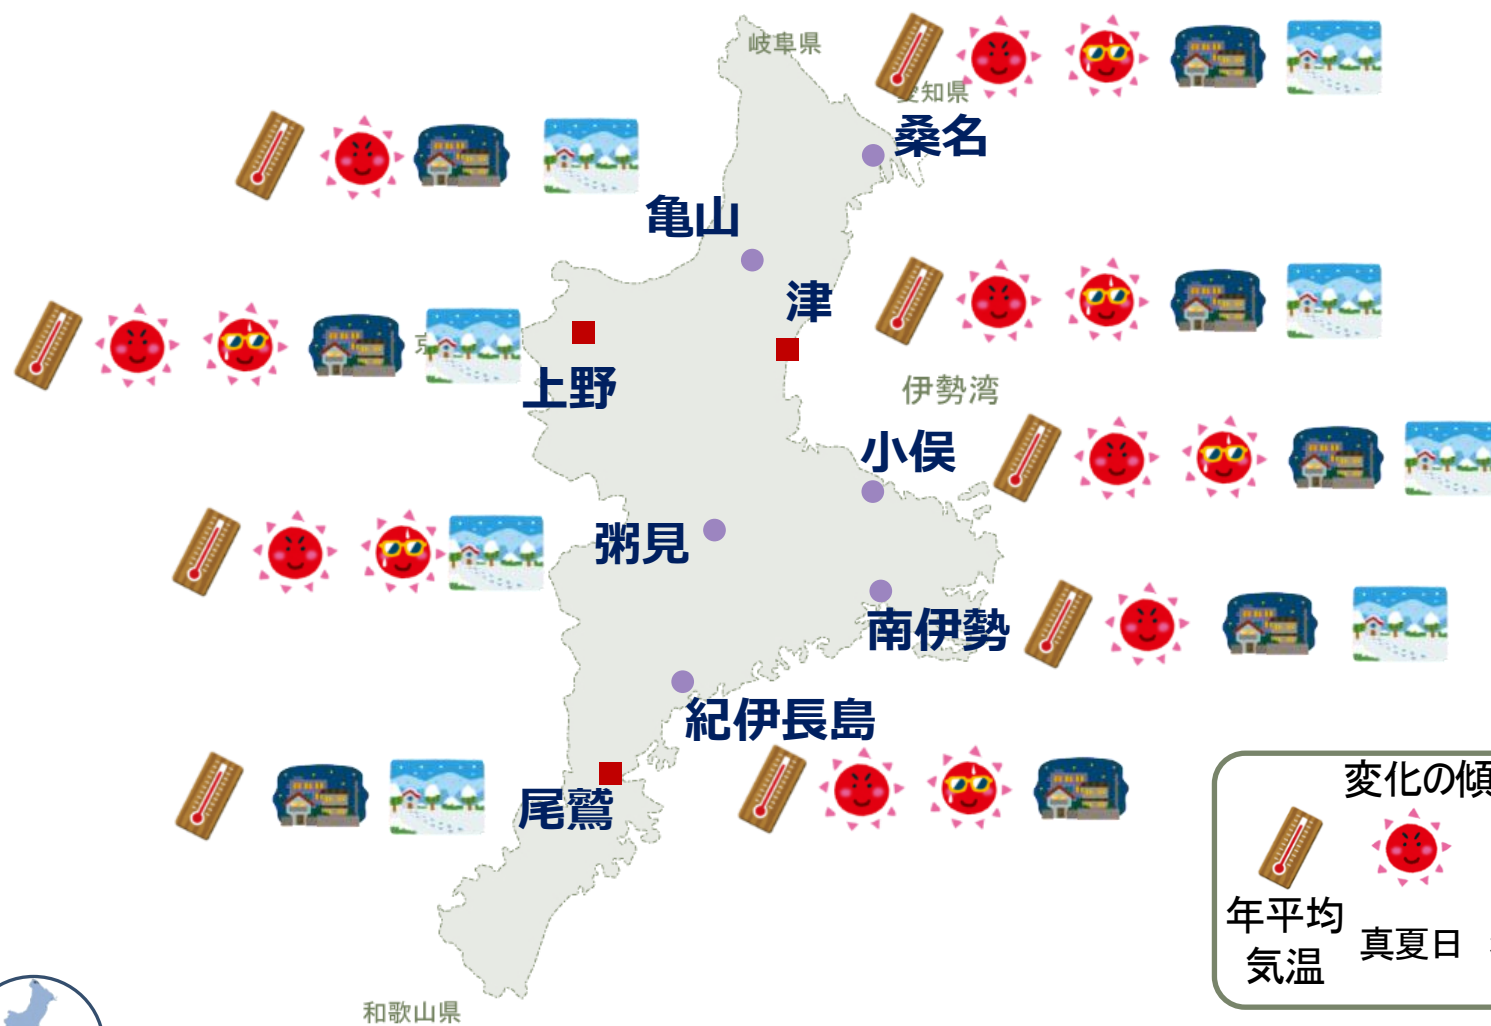 岐阜県
愛知県
桑名
亀山
津
京
上野
伊勢湾
小俣
粥見
南伊勢
紀伊長島
尾鷲
変化の傾
年平均
気温
真夏日
和歌山県